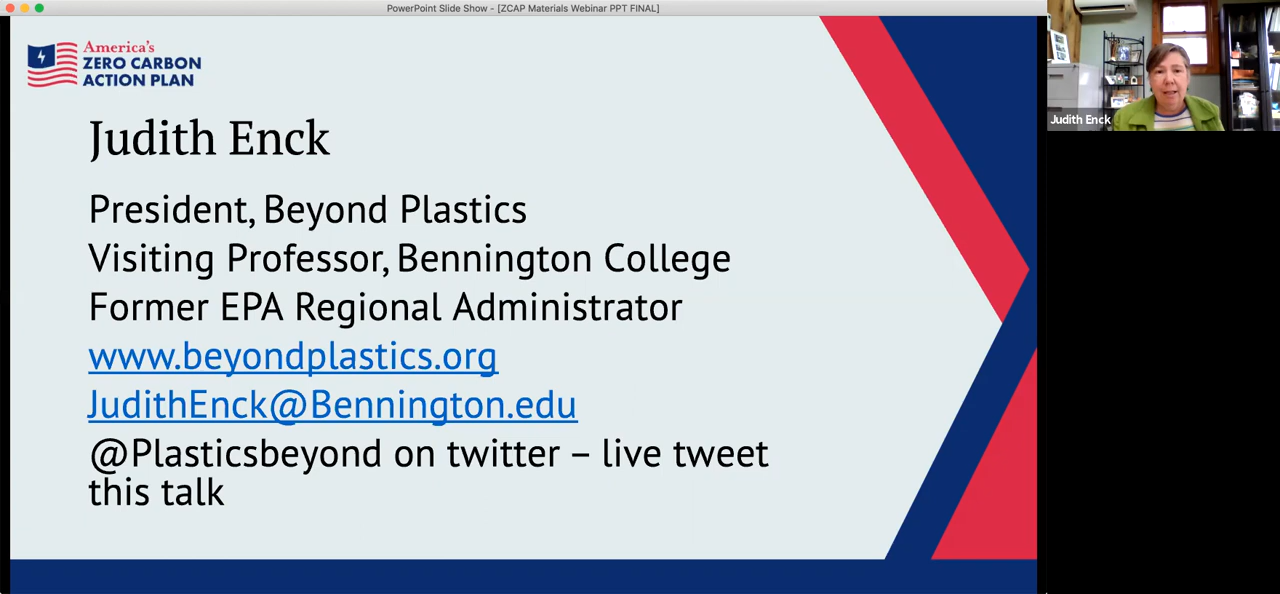 PowerPoint Slide Show - [ZCAP Materials Webinar PPT FINAL]
America's
ZERO CARBON
ACTION PLAN
Judith Enck
President, Beyond Plastics
Visiting Professor, Bennington College
Former EPA Regional Administrator
www.beyondplastics.org
JudithEnck@Bennington.edu
@Plasticsbeyond on twitter – live tweet
this talk
Judith Enck